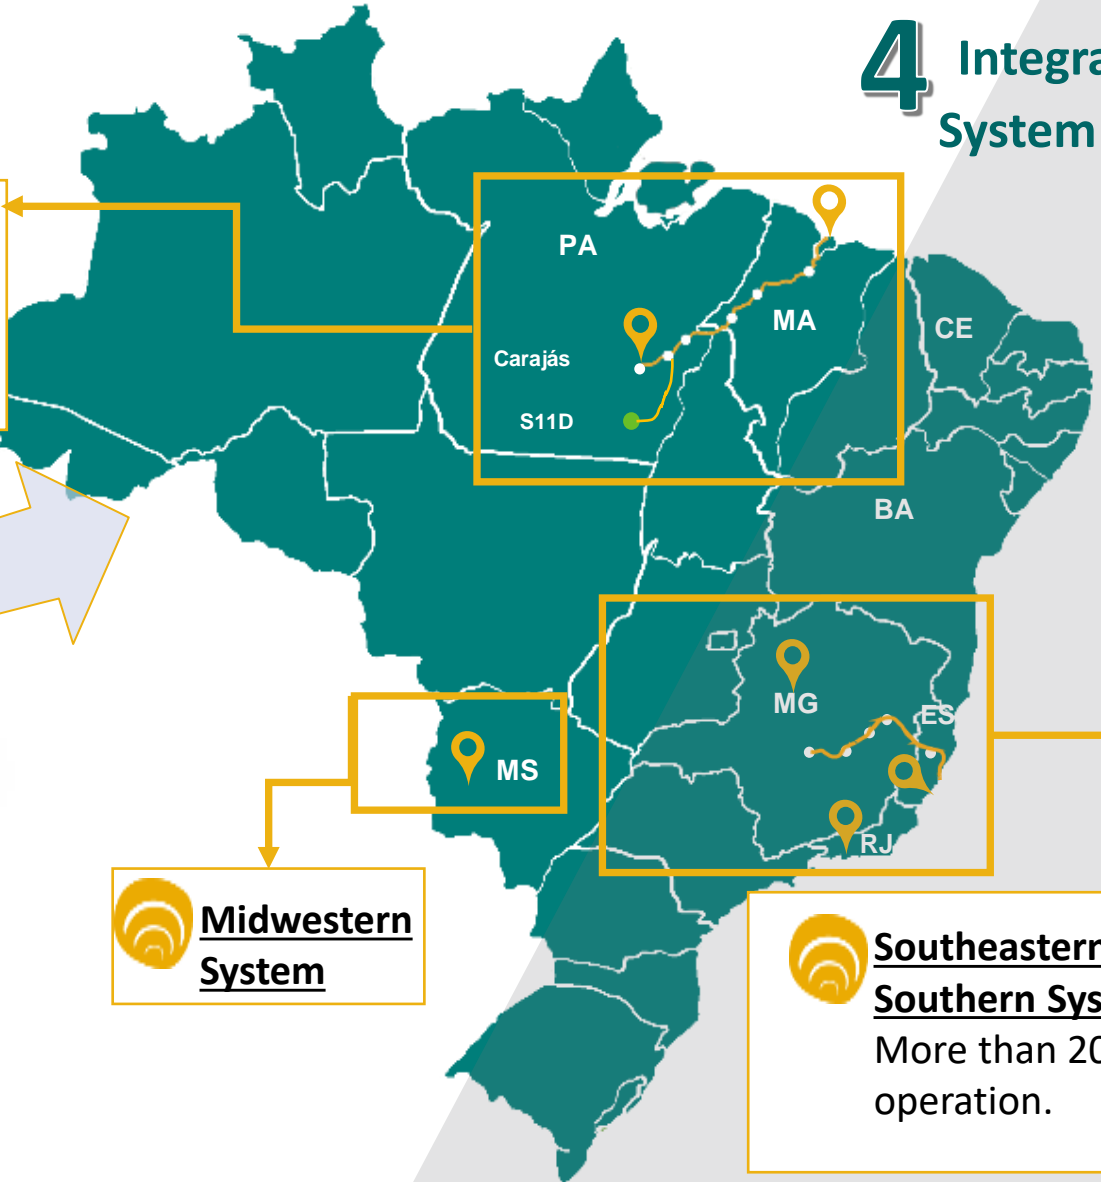 4 Integra
System
PA
MA
CE
Carajás
S11D
BA
MG
ES
MS
RJ
Midwestern
System
Southeastern
Southern Sys
More than 20
operation.